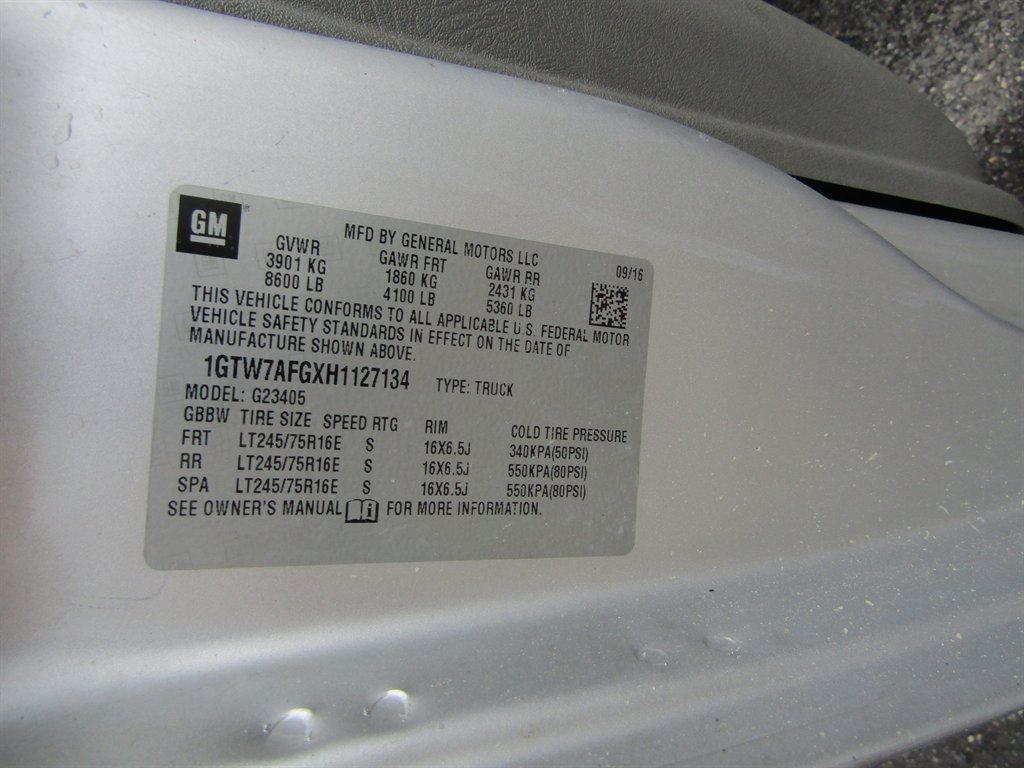 GM
MFD BY GENERAL MOTORS LLC
GVWR GAWR FRT GAWR RR 09/16
3901 KG 1860 KG 2431 KG
8600 LB 4100 LB 5360 LB
THIS VEHICLE CONFORMS TO ALL APPLICABLE U.S. FEDERAL MOTOR
VEHICLE SAFETY STANDARDS IN EFFECT ON THE DATE OF
MANUFACTURE SHOWN ABOVE.
1GTW7AFGXH1127134 TYPE: TRUCK
MODEL: G23405
GBBW TIRE SIZE SPEED RTG RIM COLD TIRE PRESSURE
FRT LT245/75R16E S 16X6.5J 340KPA(50PSI)
RR LT245/75R16E S 16X6.5J 550KPA(80PSI)
SPA LT245/75R16E S 16X6.5J 550KPA(80PSI)
SEE OWNER'S MANUAL i FOR MORE INFORMATION.